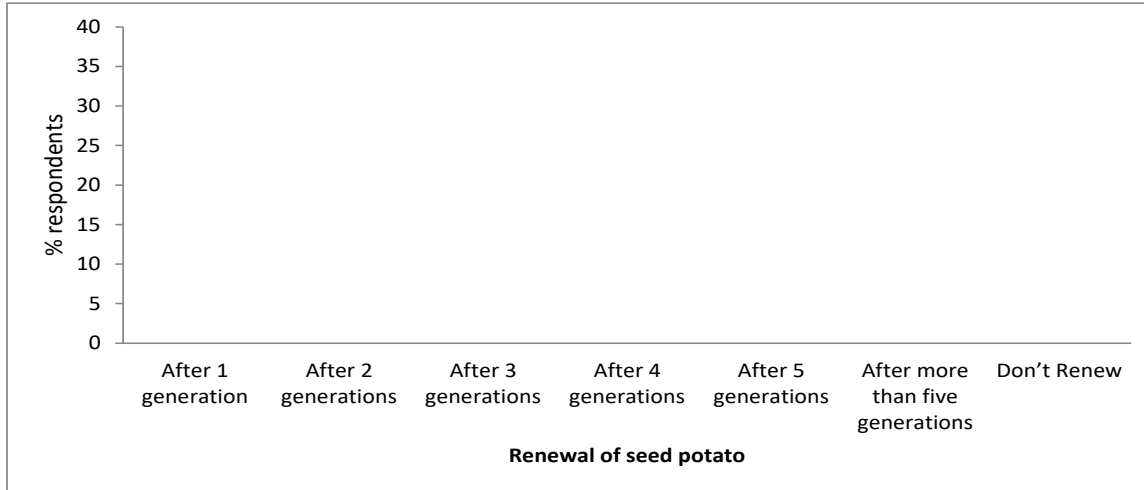 40
35
30
25
20
15
10
5
0
% respondents
After 1
generation
After 2
generations
After 3
generations
After 4
generations
After 5
generations
After more
than five
generations
Don’t Renew
Renewal of seed potato